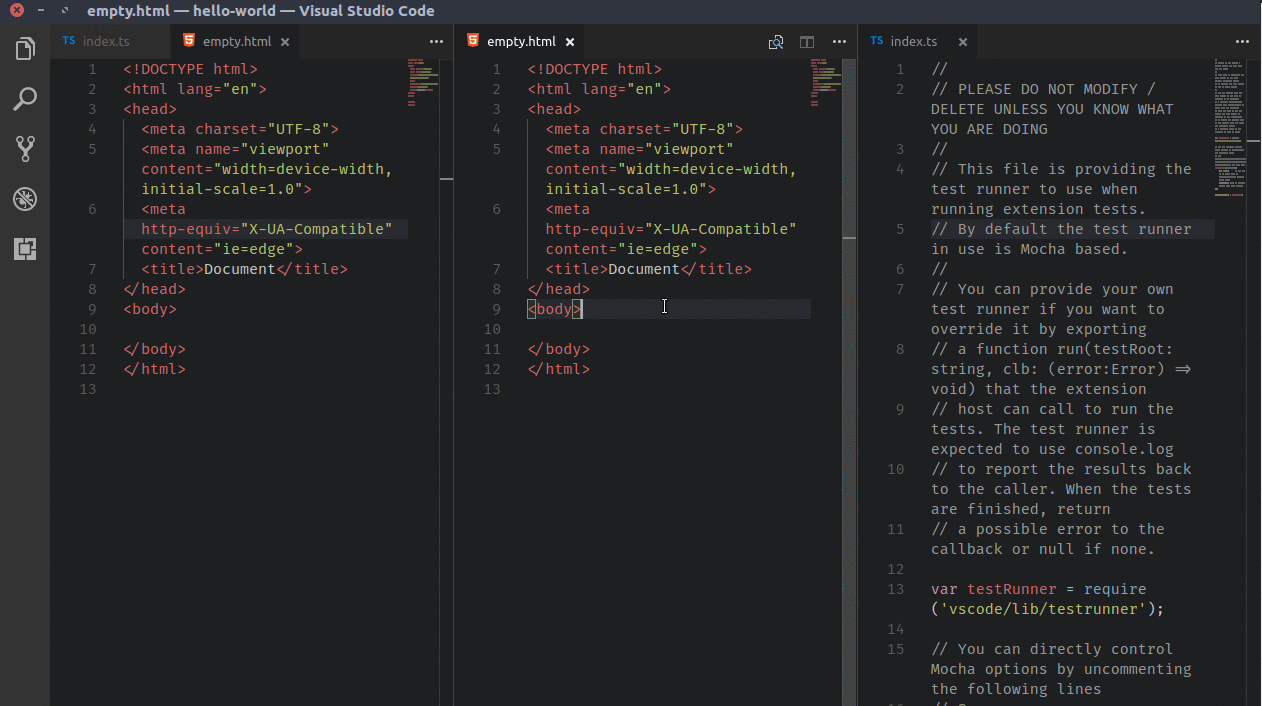 empty.html — hello-world — Visual Studio Code
TS index.ts
empty.html ×
1 <!DOCTYPE html>
2 <html lang="en">
3 <head>
4 <meta charset="UTF-8">
5 <meta name="viewport"
content="width=device-width,
initial-scale=1.0">
6 <meta
http-equiv="X-UA-Compatible"
content="ie=edge">
7 <title>Document</title>
8 </head>
9 <body>
10
11 </body>
12 </html>
13
empty.html ×
1 <!DOCTYPE html>
2 <html lang="en">
3 <head>
4 <meta charset="UTF-8">
5 <meta name="viewport"
content="width=device-width,
initial-scale=1.0">
6 <meta
http-equiv="X-UA-Compatible"
content="ie=edge">
7 <title>Document</title>
8 </head>
9 <body>
10
11 </body>
12 </html>
13
TS index.ts ×
1 //
2 // PLEASE DO NOT MODIFY /
DELETE UNLESS YOU KNOW WHAT
YOU ARE DOING
3 //
4 // This file is providing the
test runner to use when
running extension tests.
5 // By default the test runner
in use is Mocha based.
6 //
7 // You can provide your own
test runner if you want to
override it by exporting
8 // a function run(testRoot:
string, clb: (error:Error) =>
void) that the extension
9 // host can call to run the
tests. The test runner is
expected to use console.log
10 // to report the results back
to the caller. When the tests
are finished, return
11 // a possible error to the
callback or null if none.
12
13 var testRunner = require
('vscode/lib/testrunner');
14
15 // You can directly control
Mocha options by uncommenting
the following lines